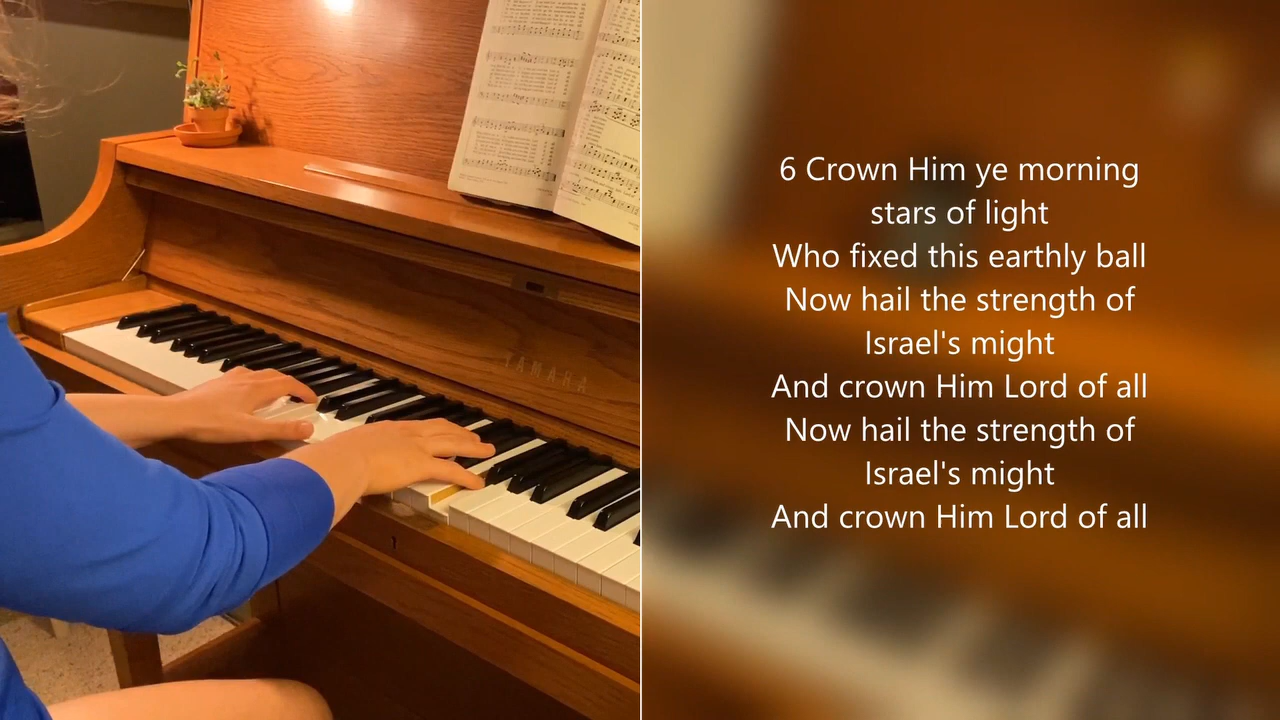 YAMAHA
6 Crown Him ye morning
stars of light
Who fixed this earthly ball
Now hail the strength of
Israel's might
And crown Him Lord of all
Now hail the strength of
Israel's might
And crown Him Lord of all